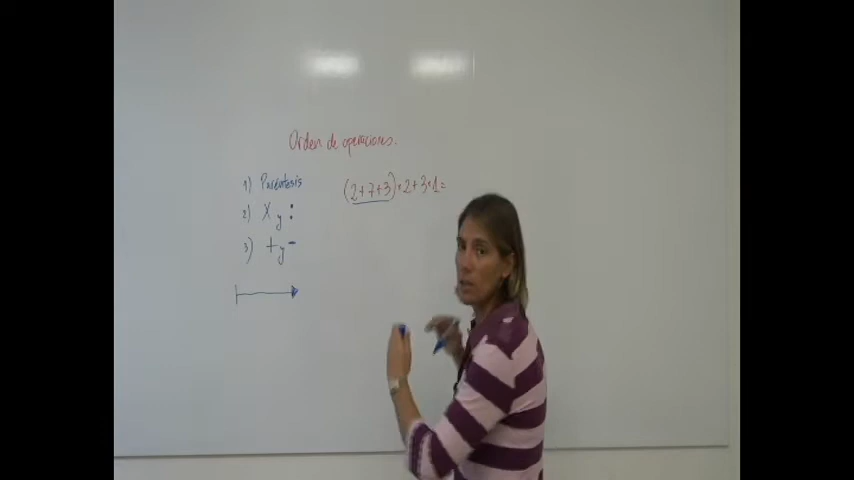 Orden de operaciones.
1) Paréntesis
(2+7+3)·2+3·1=
2) X y :
3) + y -